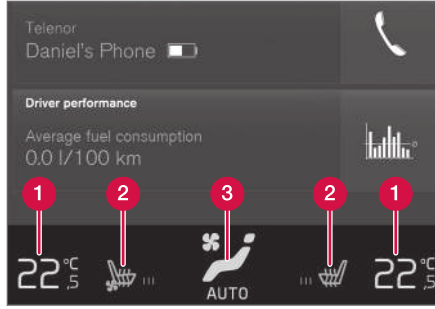 Telenor
Daniel's Phone
Driver performance
Average fuel consumption
0.0 l/100 km
1 2 3 2 1
22,5 °C
22,5 °C
AUTO